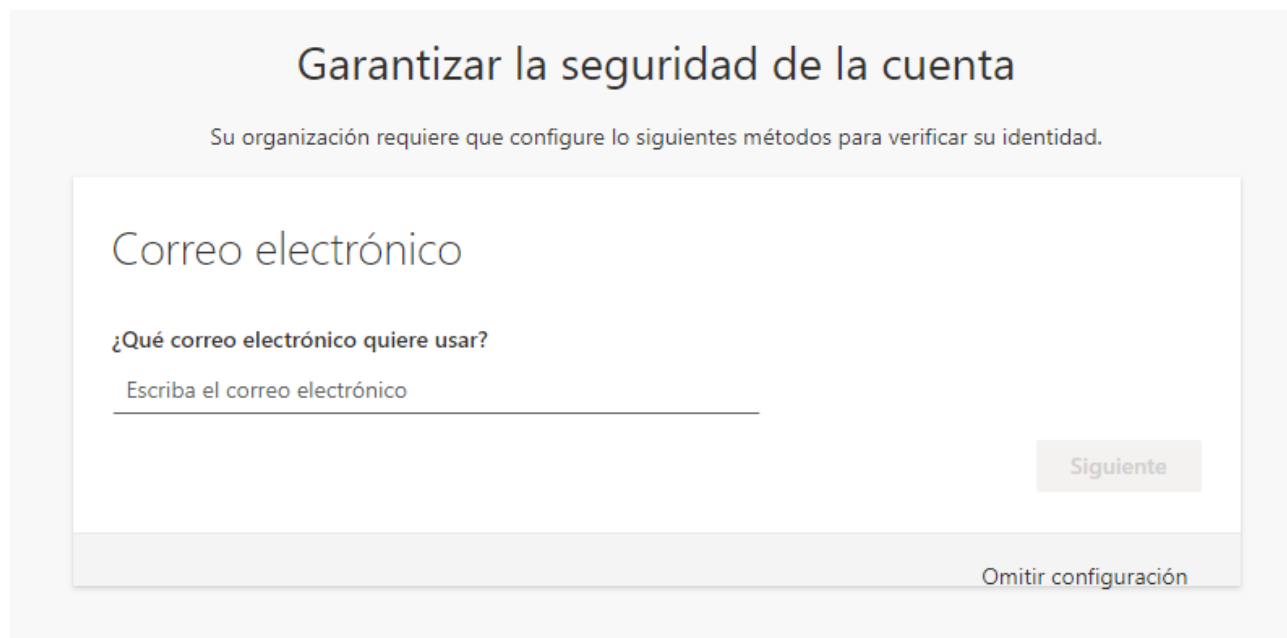 Garantizar la seguridad de la cuenta
Su organización requiere que configure lo siguientes métodos para verificar su identidad.
Correo electrónico
¿Qué correo electrónico quiere usar?
Escriba el correo electrónico
Siguiente
Omitir configuración